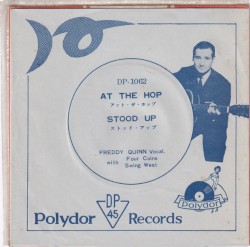 DP-1062
AT THE HOP
アット・ザ・ホップ
STOOD UP
ストッド・アップ
FREDDY QUINN Vocal.
with Four Coins
Swing West
Polydor
DP
45
Polydor Records